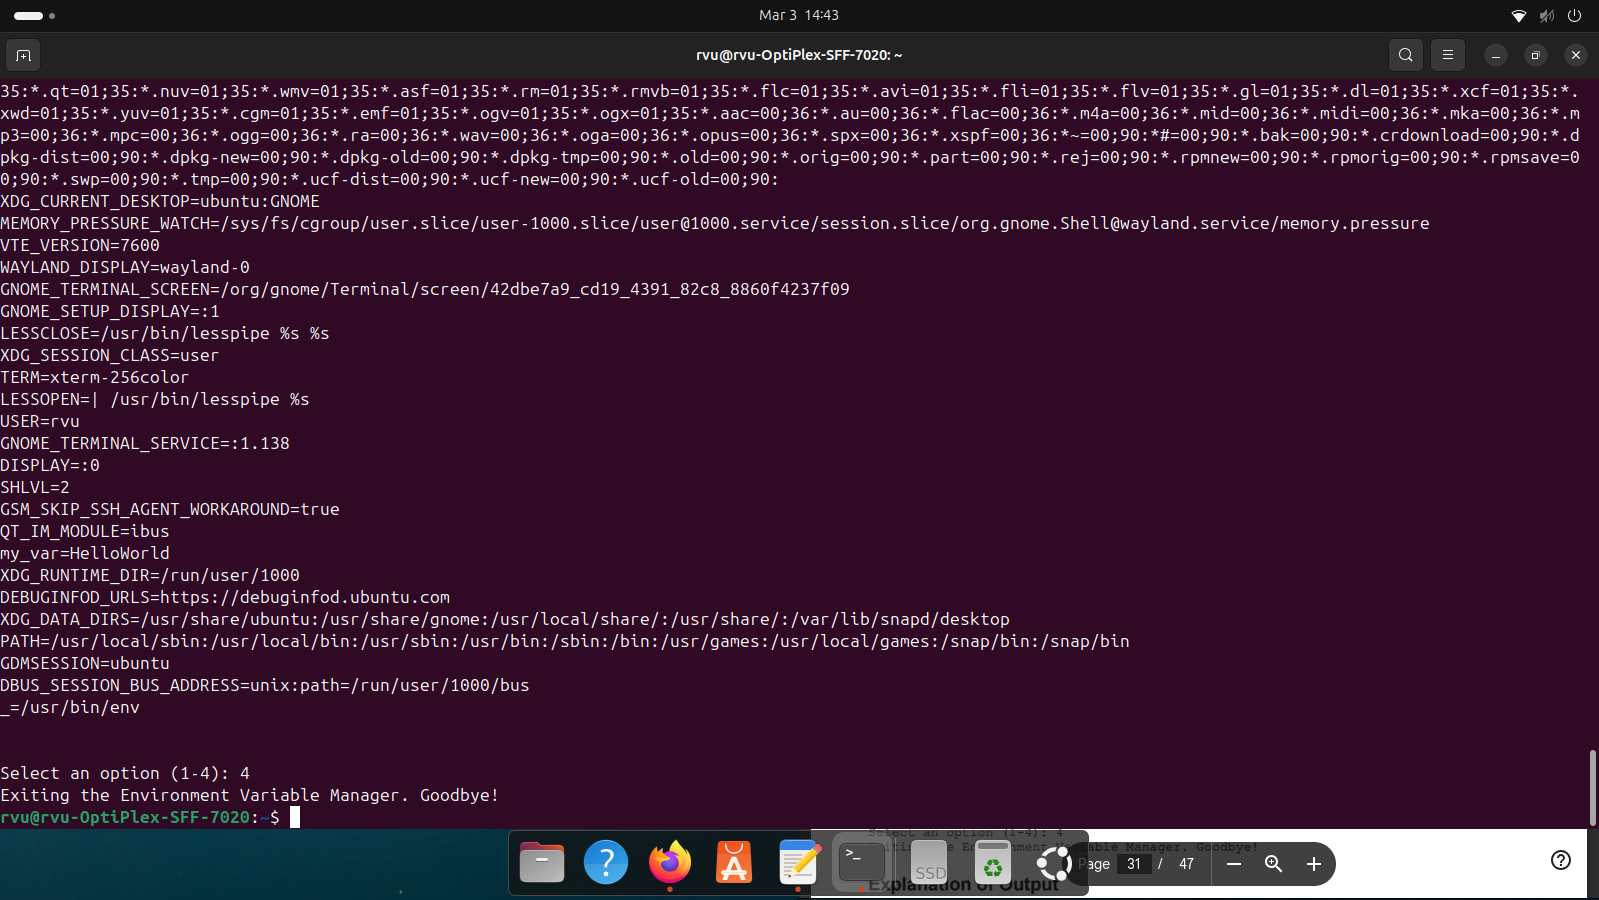 Mar 3 14:43
rvu@rvu-OptiPlex-SFF-7020: ~
35:*.qt=01;35:*.nuv=01;35:*.wmv=01;35:*.asf=01;35:*.rm=01;35:*.rmvb=01;35:*.flc=01;35:*.avi=01;35:*.fli=01;35:*.flv=01;35:*.gl=01;35:*.dl=01;35:*.xcf=01;35:*.
xwd=01;35:*.yuv=01;35:*.cgm=01;35:*.emf=01;35:*.ogv=01;35:*.ogx=01;35:*.aac=00;36:*.au=00;36:*.flac=00;36:*.m4a=00;36:*.mid=00;36:*.midi=00;36:*.mka=00;36:*.m
p3=00;36:*.mpc=00;36:*.ogg=00;36:*.ra=00;36:*.wav=00;36:*.oga=00;36:*.opus=00;36:*.spx=00;36:*.xspf=00;36:*~=00;90:*#=00;90:*.bak=00;90:*.crdownload=00;90:*.d
pkg-dist=00;90:*.dpkg-new=00;90:*.dpkg-old=00;90:*.dpkg-tmp=00;90:*.old=00;90:*.orig=00;90:*.part=00;90:*.rej=00;90:*.rpmnew=00;90:*.rpmorig=00;90:*.rpmsave=0
0;90:*.swp=00;90:*.tmp=00;90:*.ucf-dist=00;90:*.ucf-new=00;90:*.ucf-old=00;90:
XDG_CURRENT_DESKTOP=ubuntu:GNOME
MEMORY_PRESSURE_WATCH=/sys/fs/cgroup/user.slice/user-1000.slice/user@1000.service/session.slice/org.gnome.Shell@wayland.service/memory.pressure
VTE_VERSION=7600
WAYLAND_DISPLAY=wayland-0
GNOME_TERMINAL_SCREEN=/org/gnome/Terminal/screen/42dbe7a9_cd19_4391_82c8_8860f4237f09
GNOME_SETUP_DISPLAY=:1
LESSCLOSE=/usr/bin/lesspipe %s %s
XDG_SESSION_CLASS=user
TERM=xterm-256color
LESSOPEN=| /usr/bin/lesspipe %s
USER=rvu
GNOME_TERMINAL_SERVICE=:1.138
DISPLAY=:0
SHLVL=2
GSM_SKIP_SSH_AGENT_WORKAROUND=true
QT_IM_MODULE=ibus
my_var=HelloWorld
XDG_RUNTIME_DIR=/run/user/1000
DEBUGINFOD_URLS=https://debuginfod.ubuntu.com
XDG_DATA_DIRS=/usr/share/ubuntu:/usr/share/gnome:/usr/local/share/:/usr/share/:/var/lib/snapd/desktop
PATH=/usr/local/sbin:/usr/local/bin:/usr/sbin:/usr/bin:/sbin:/bin:/usr/games:/usr/local/games:/snap/bin:/snap/bin
GDMSESSION=ubuntu
DBUS_SESSION_BUS_ADDRESS=unix:path=/run/user/1000/bus
_=/usr/bin/env
Select an option (1-4): 4
Exiting the Environment Variable Manager. Goodbye!
rvu@rvu-OptiPlex-SFF-7020:~$
Select an option (1-4): 4
Goodbye!
Page 31 / 47
SSD
Explanation of Output